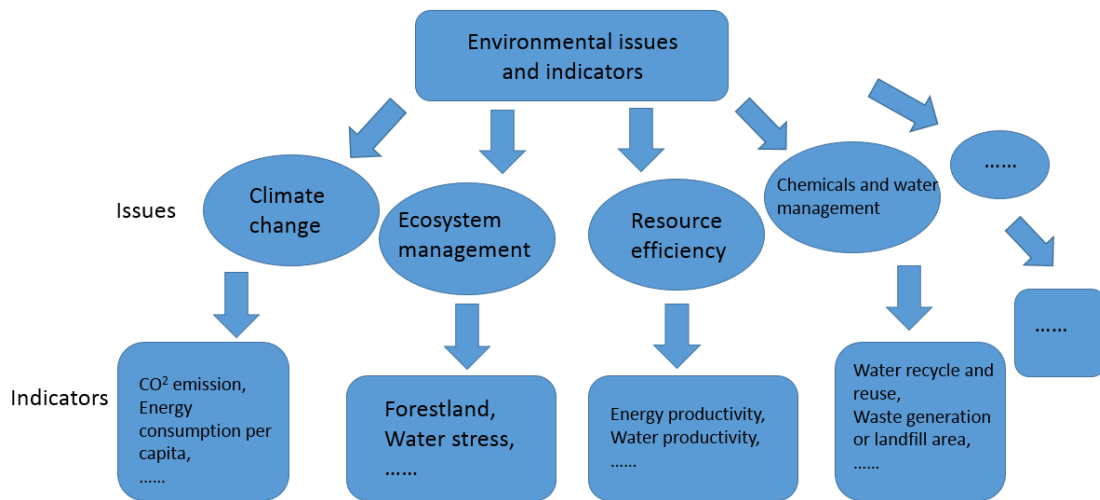 Environmental issues
and indicators
Issues
Climate
change
Ecosystem
management
Resource
efficiency
Chemicals and water
management
......
Indicators
CO² emission,
Energy
consumption per
capita,
......
Forestland,
Water stress,
......
Energy productivity,
Water productivity,
......
Water recycle and
reuse,
Waste generation
or landfill area,
......
......